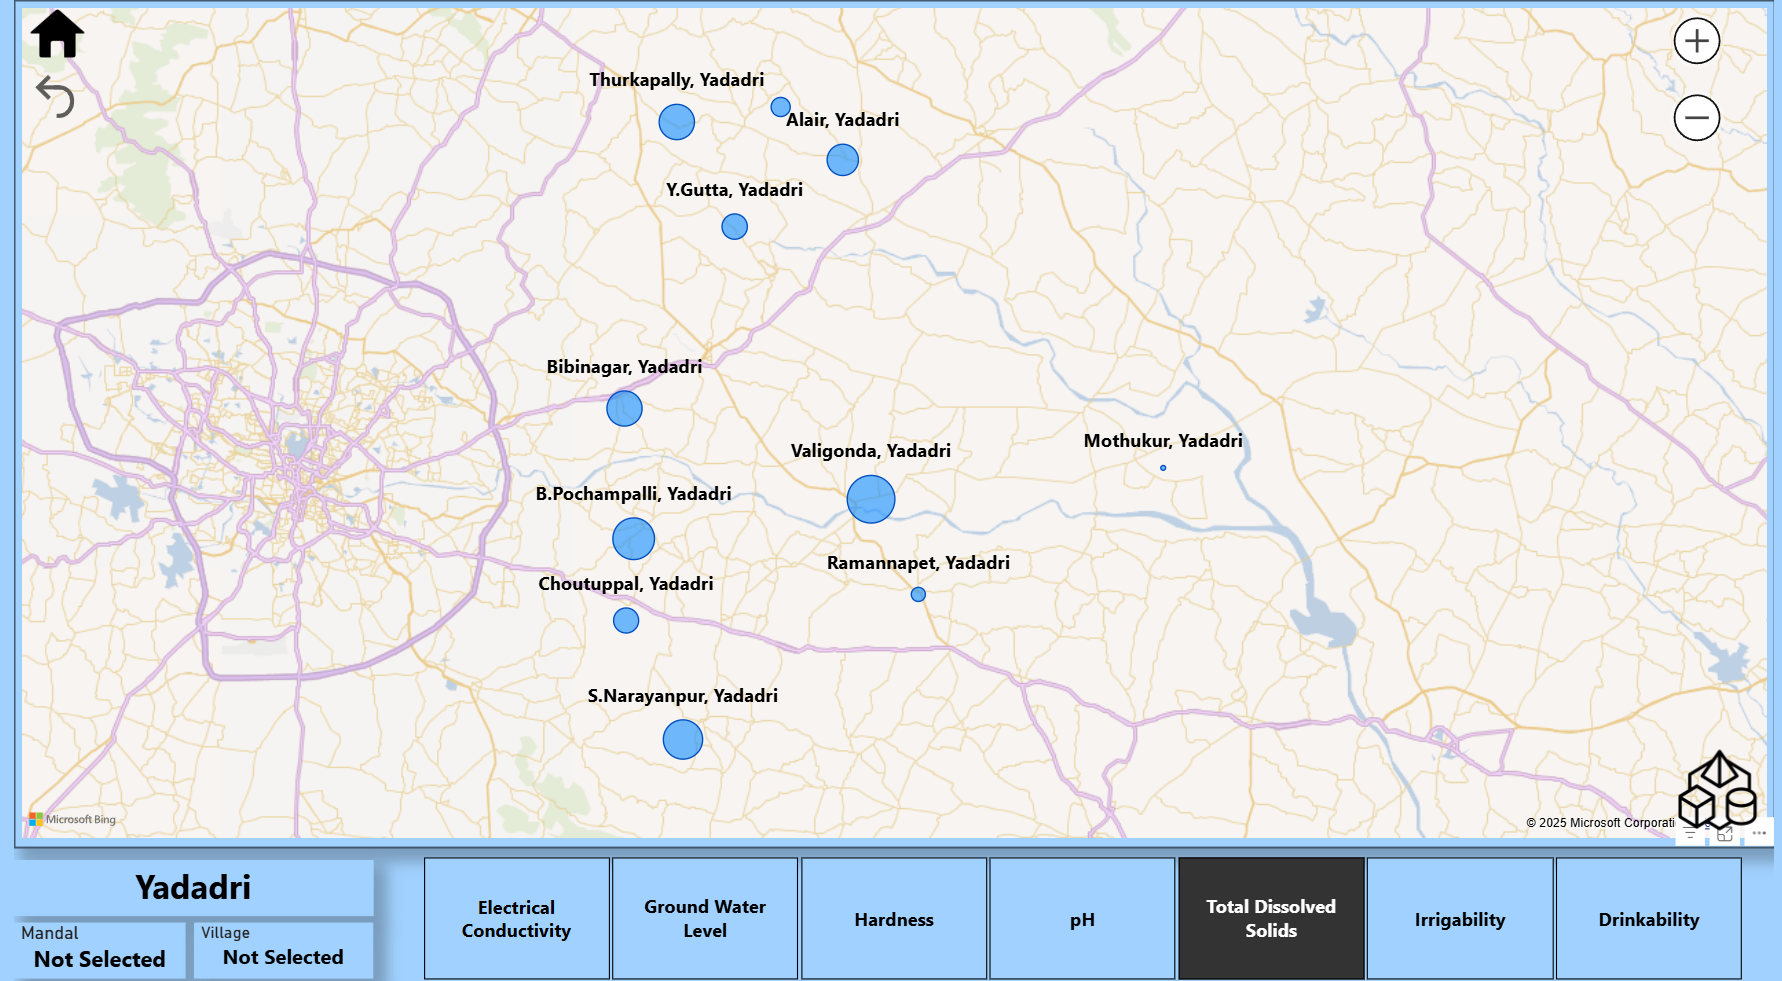 Thurkapally, Yadadri
Alair, Yadadri
Y.Gutta, Yadadri
Bibinagar, Yadadri
Mothukur, Yadadri
Valigonda, Yadadri
B.Pochampalli, Yadadri
Ramannapet, Yadadri
Choutuppal, Yadadri
S.Narayanpur, Yadadri
Microsoft Bing
© 2025 Microsoft Corporati
Yadadri
Mandal
Not Selected
Village
Not Selected
Electrical
Conductivity
Ground Water
Level
Hardness
pH
Total Dissolved
Solids
Irrigability
Drinkability